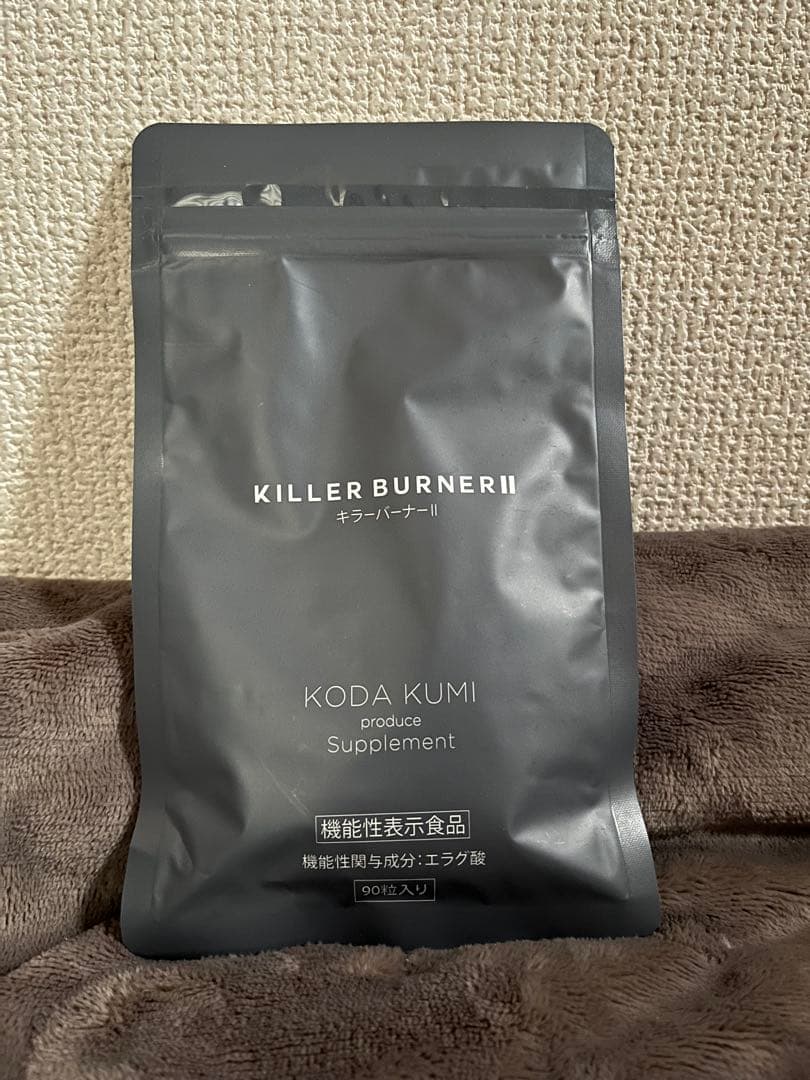 KILLER BURNERⅡ
キラーバーナーⅡ
KODA KUMI
produce
Supplement
機能性表示食品
機能性関与成分：エラグ酸
90粒入り